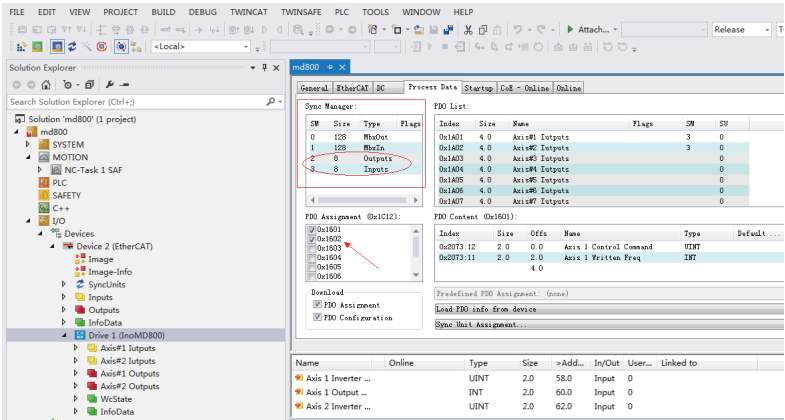 FILE EDIT VIEW PROJECT BUILD DEBUG TWINCAT TWINSAFE PLC TOOLS WINDOW HELP
Attach... Release
<Local>
Solution Explorer
Search Solution Explorer (Ctrl+;)
Solution 'md800' (1 project)
md800
SYSTEM
MOTION
NC-Task 1 SAF
PLC
SAFETY
C++
I/O
Devices
Device 2 (EtherCAT)
Image
Image-Info
SyncUnits
Inputs
Outputs
InfoData
Drive 1 (InoMD800)
Axis#1 Iutputs
Axis#2 Iutputs
Axis#1 Outputs
Axis#2 Outputs
WcState
InfoData
md800
General EtherCAT DC Process Data Startup CoE - Online Online
Sync Manager:
SM Size Type Flags
0 128 MbxOut
1 128 MbxIn
2 8 Outputs
3 8 Inputs
PDO List:
Index Size Name Flags SM SU
0x1A01 4.0 Axis#1 Iutputs 3 0
0x1A02 4.0 Axis#2 Iutputs 3 0
0x1A03 4.0 Axis#3 Iutputs 0
0x1A04 4.0 Axis#4 Iutputs 0
0x1A05 4.0 Axis#5 Iutputs 0
0x1A06 4.0 Axis#6 Iutputs 0
0x1A07 4.0 Axis#7 Iutputs 0
PDO Assignment (0x1C12):
0x1601
0x1602
0x1603
0x1604
0x1605
0x1606
PDO Content (0x1601):
Index Size Offs Name Type Default ...
0x2073:12 2.0 0.0 Axis 1 Control Command UINT
0x2073:11 2.0 2.0 Axis 1 Written Freq INT
4.0
Download
PDO Assignment
PDO Configuration
Predefined PDO Assignment: (none)
Load PDO info from device
Sync Unit Assignment...
Name Online Type Size >Add... In/Out User... Linked to
Axis 1 Inverter ... UINT 2.0 58.0 Input 0
Axis 1 Output ... INT 2.0 60.0 Input 0
Axis 2 Inverter ... UINT 2.0 62.0 Input 0